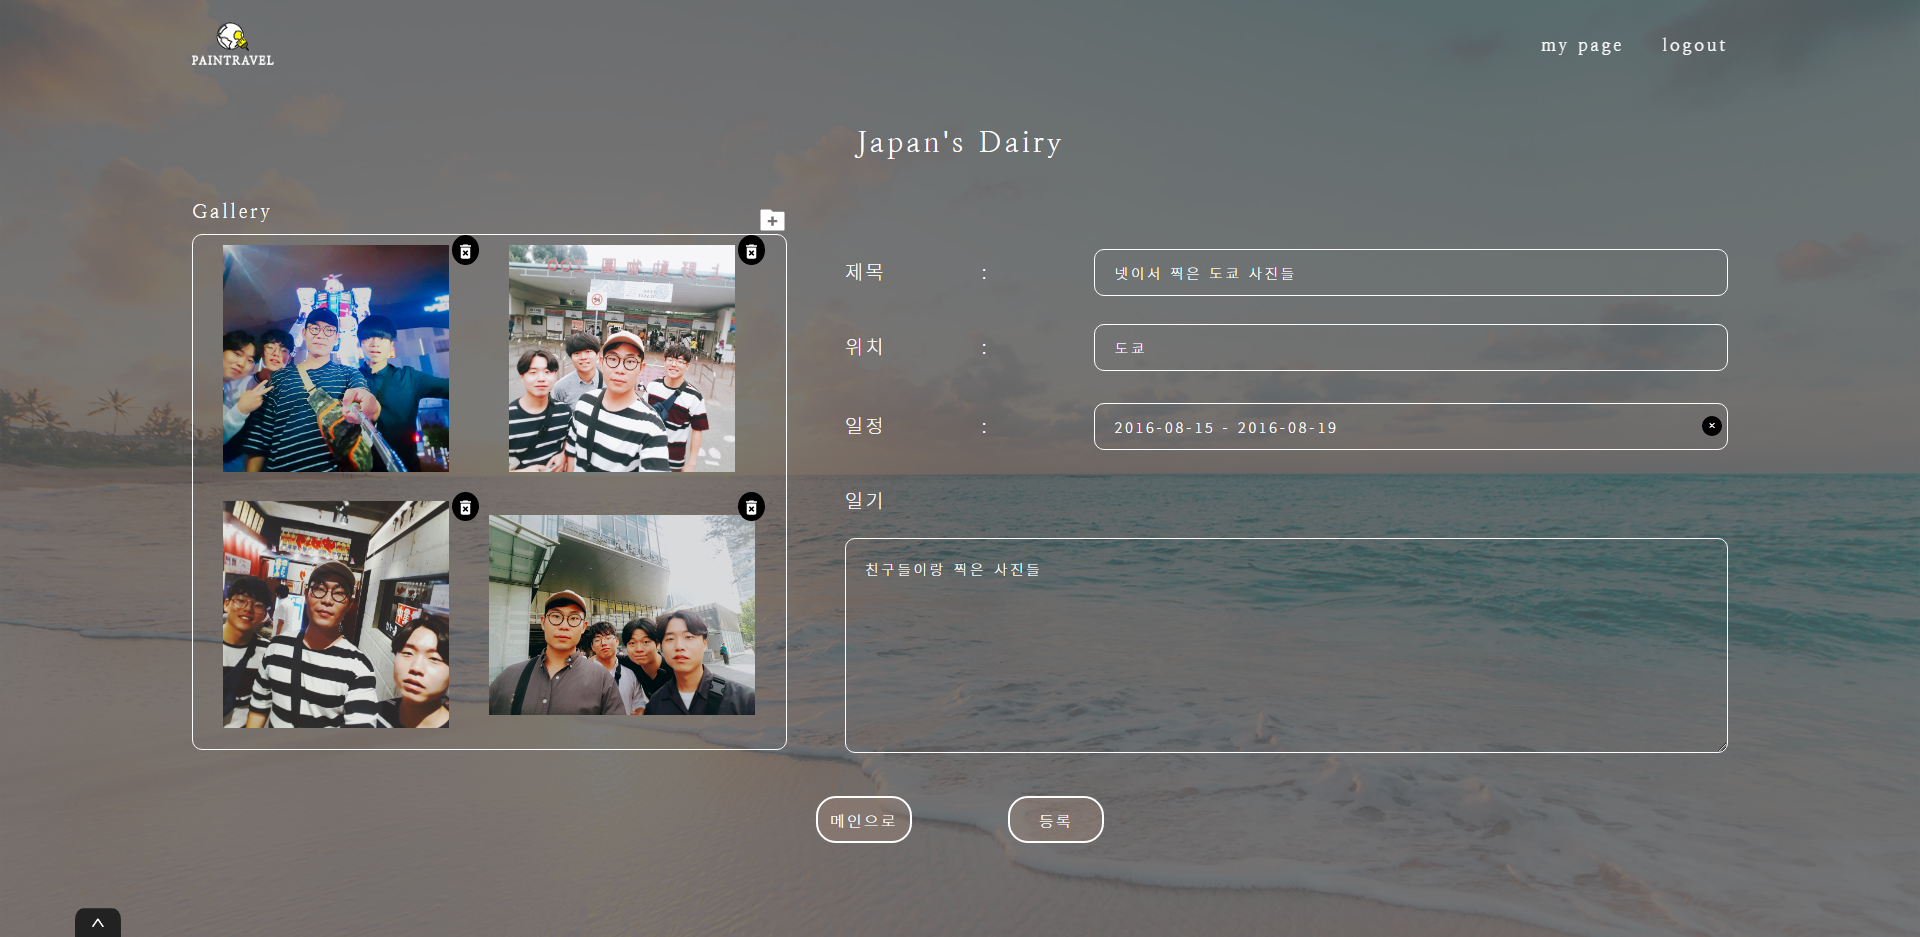 PAINTRAVEL
my page
logout
Japan's Dairy
Gallery
제목 : 넷이서 찍은 도쿄 사진들
위치 : 도쿄
일정 : 2016-08-15 - 2016-08-19
일기
친구들이랑 찍은 사진들
메인으로
등록